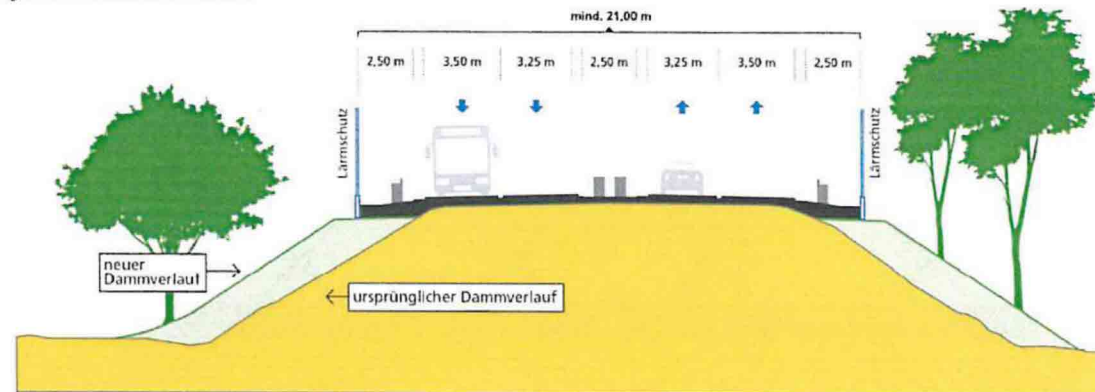 mind. 21,00 m
2,50 m 3,50 m 3,25 m 2,50 m 3,25 m 3,50 m 2,50 m
Lärmschutz
Lärmschutz
neuer
Dammverlauf
ursprünglicher Dammverlauf